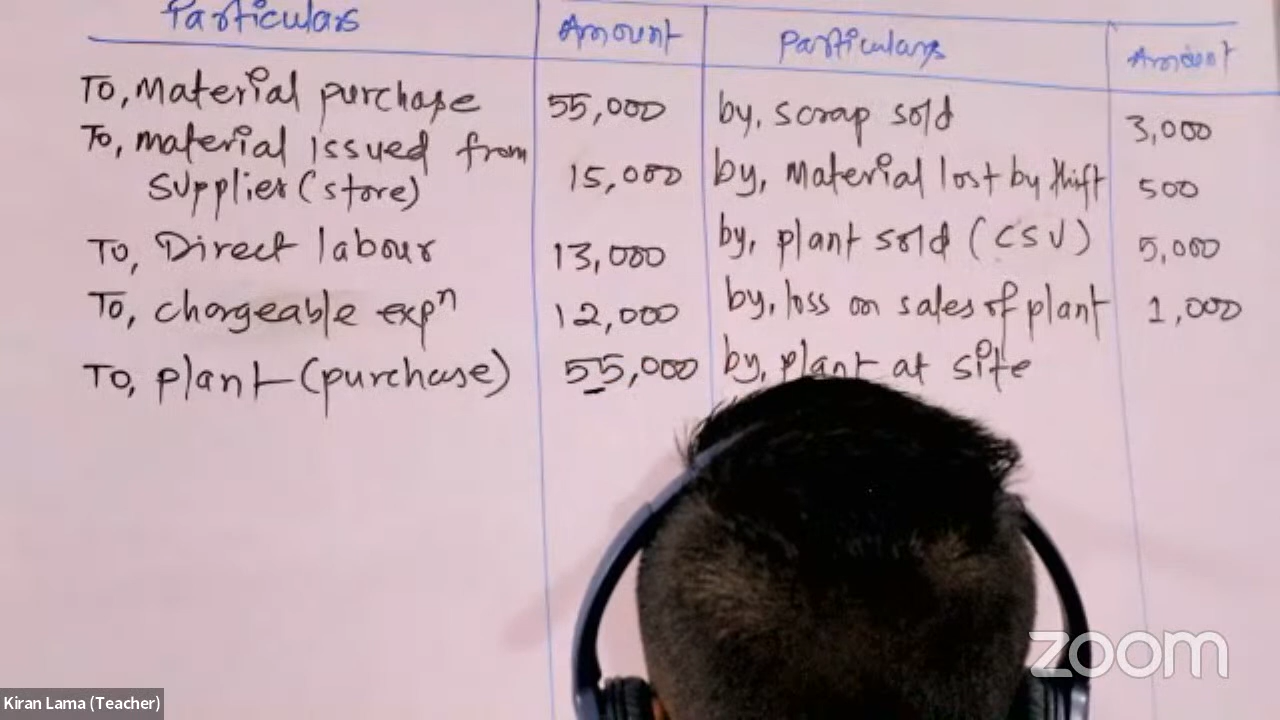 Particulars Amount Particulars Amount
To, Material purchase 55,000 by, scrap sold 3,000
To, material issued from
Supplier (store) 15,000 by, Material lost by thift 500
To, Direct labour 13,000 by, plant sold (CSV) 5,000
To, chargeable expn 12,000 by, loss on sales of plant 1,000
To, plant (purchase) 55,000 by, plant at site
zoom
Kiran Lama (Teacher)